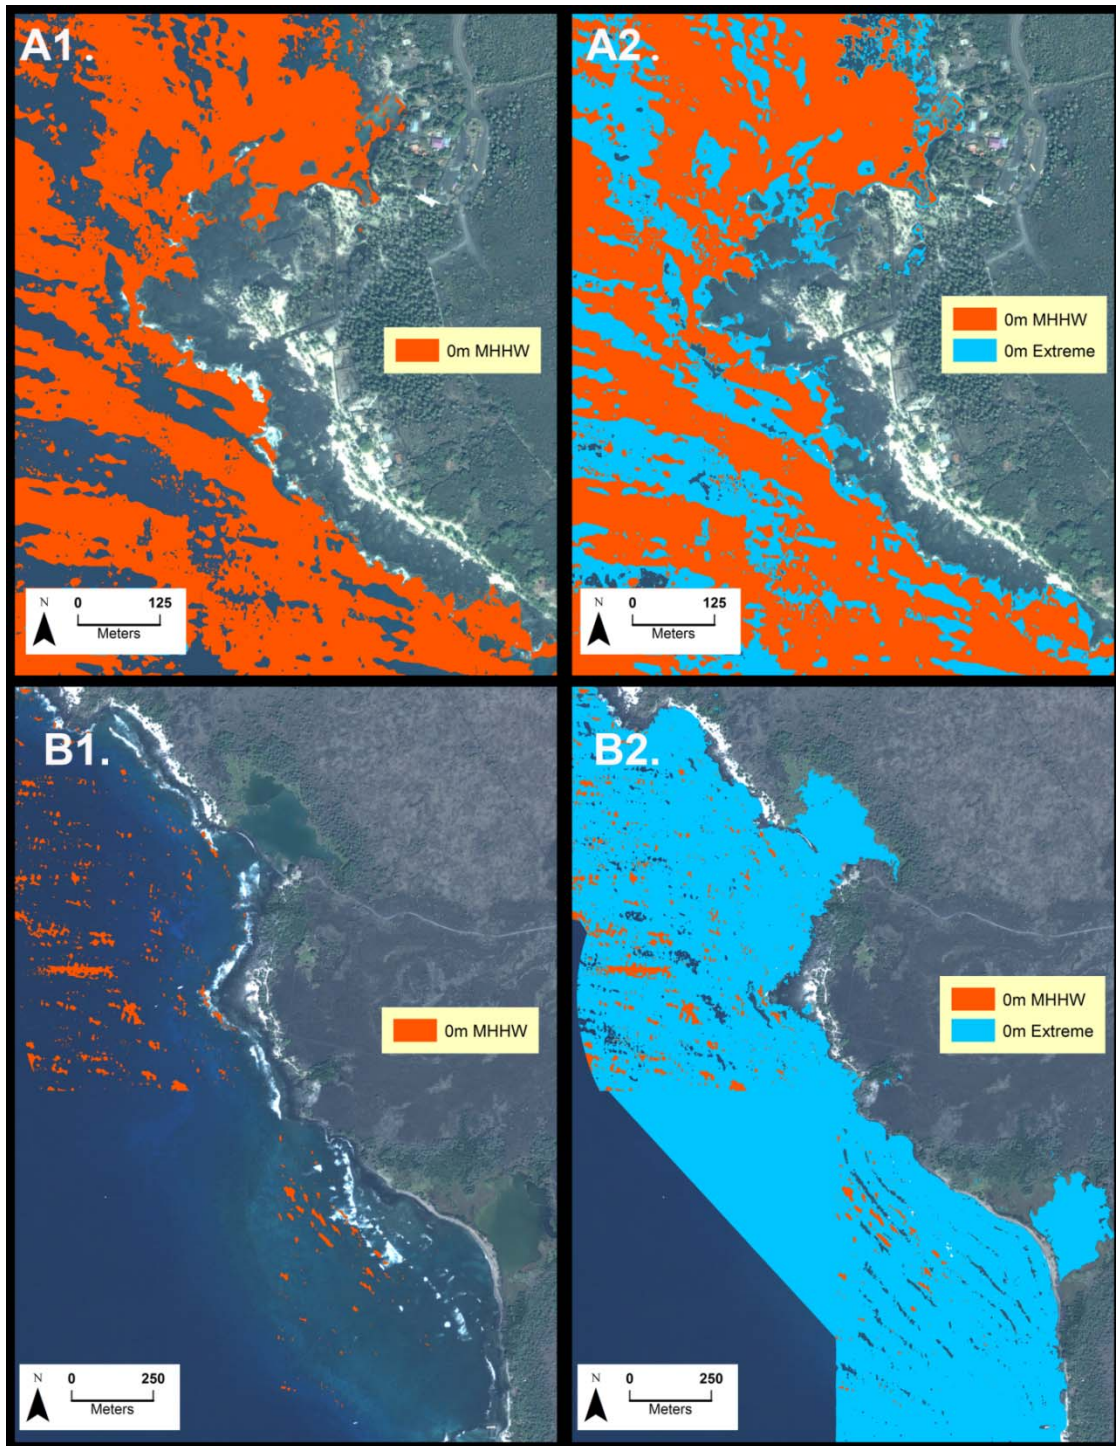 A1.
0m MHHW
N
0 125
Meters
A2.
0m MHHW
0m Extreme
N
0 125
Meters
B1.
0m MHHW
N
0 250
Meters
B2.
0m MHHW
0m Extreme
N
0 250
Meters